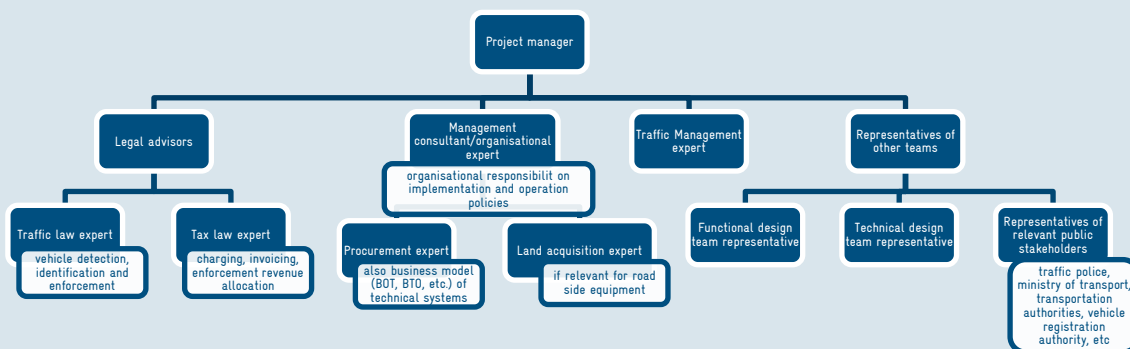 Project manager
Legal advisors
Management
consultant/organisational
expert
organisational responsibilit on
implementation and operation
policies
Traffic Management
expert
Representatives of
other teams
Traffic law expert
vehicle detection,
identification and
enforcement
Tax law expert
charging, invoicing,
enforcement revenue
allocation
Procurement expert
also business model
(BOT, BTO, etc.) of
technical systems
Land acquisition expert
if relevant for road
side equipment
Functional design
team representative
Technical design
team representative
Representatives of
relevant public
stakeholders
traffic police,
ministry of transport,
transportation
authorities, vehicle
registration
authority, etc